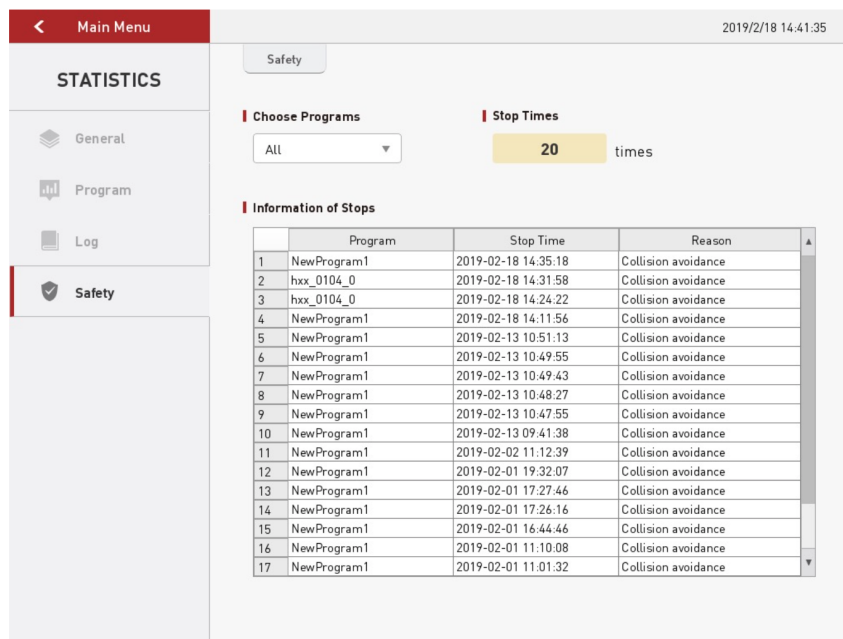 Main Menu
2019/2/18 14:41:35
STATISTICS
General
Program
Log
Safety
Safety
Choose Programs
Stop Times
All
20
times
Information of Stops
Program Stop Time Reason
1 NewProgram1 2019-02-18 14:35:18 Collision avoidance
2 hxx_0104_0 2019-02-18 14:31:58 Collision avoidance
3 hxx_0104_0 2019-02-18 14:24:22 Collision avoidance
4 NewProgram1 2019-02-18 14:11:56 Collision avoidance
5 NewProgram1 2019-02-13 10:51:13 Collision avoidance
6 NewProgram1 2019-02-13 10:49:55 Collision avoidance
7 NewProgram1 2019-02-13 10:49:43 Collision avoidance
8 NewProgram1 2019-02-13 10:48:27 Collision avoidance
9 NewProgram1 2019-02-13 10:47:55 Collision avoidance
10 NewProgram1 2019-02-13 09:41:38 Collision avoidance
11 NewProgram1 2019-02-02 11:12:39 Collision avoidance
12 NewProgram1 2019-02-01 19:32:07 Collision avoidance
13 NewProgram1 2019-02-01 17:27:46 Collision avoidance
14 NewProgram1 2019-02-01 17:26:16 Collision avoidance
15 NewProgram1 2019-02-01 16:44:46 Collision avoidance
16 NewProgram1 2019-02-01 11:10:08 Collision avoidance
17 NewProgram1 2019-02-01 11:01:32 Collision avoidance